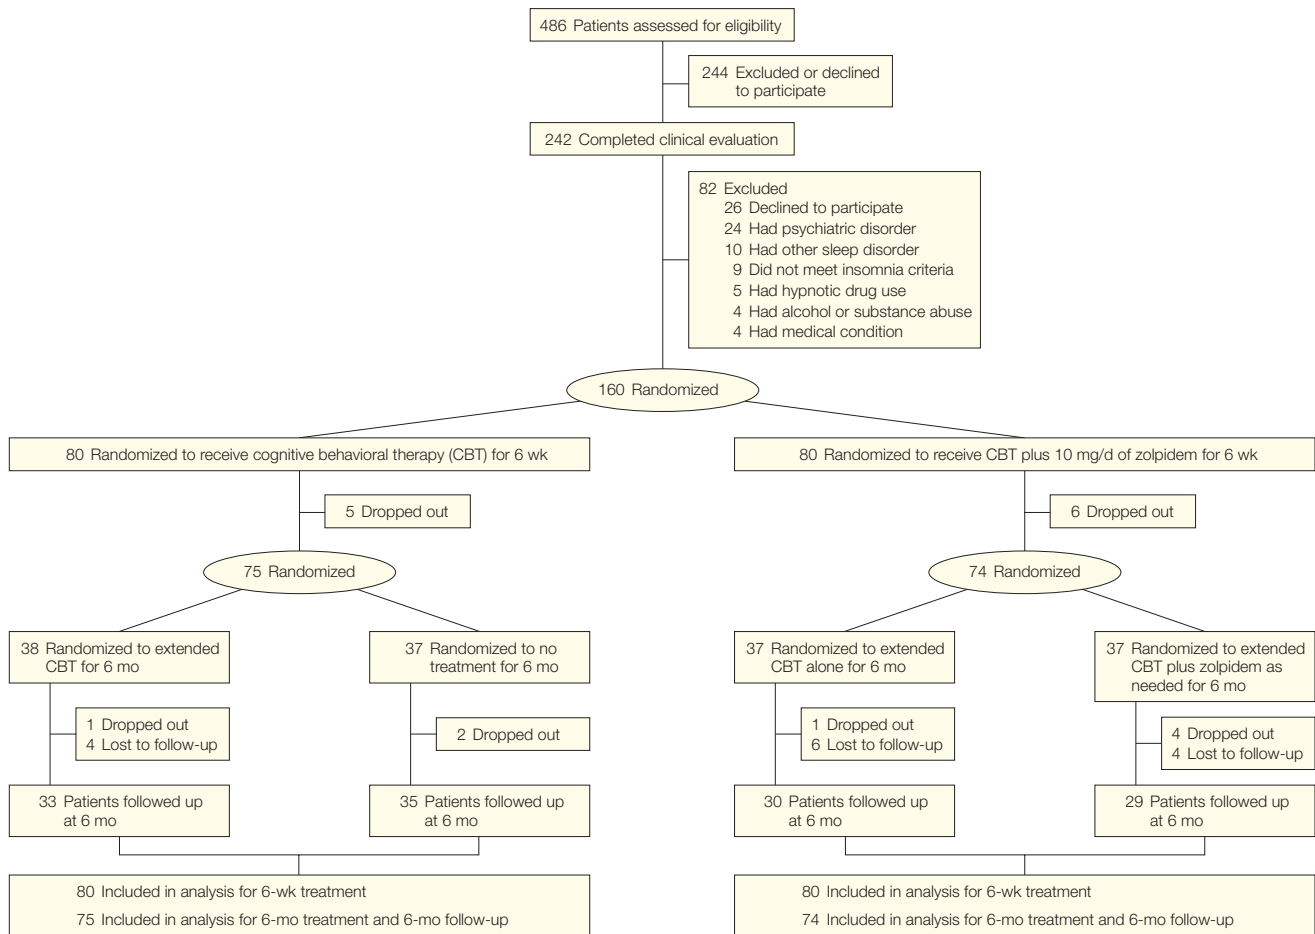 486 Patients assessed for eligibility
244 Excluded or declined
to participate
242 Completed clinical evaluation
82 Excluded
26 Declined to participate
24 Had psychiatric disorder
10 Had other sleep disorder
9 Did not meet insomnia criteria
5 Had hypnotic drug use
4 Had alcohol or substance abuse
4 Had medical condition
160 Randomized
80 Randomized to receive cognitive behavioral therapy (CBT) for 6 wk
80 Randomized to receive CBT plus 10 mg/d of zolpidem for 6 wk
5 Dropped out
6 Dropped out
75 Randomized
74 Randomized
38 Randomized to extended
CBT for 6 mo
37 Randomized to no
treatment for 6 mo
37 Randomized to extended
CBT alone for 6 mo
37 Randomized to extended
CBT plus zolpidem as
needed for 6 mo
1 Dropped out
4 Lost to follow-up
2 Dropped out
1 Dropped out
6 Lost to follow-up
4 Dropped out
4 Lost to follow-up
33 Patients followed up
at 6 mo
35 Patients followed up
at 6 mo
30 Patients followed up
at 6 mo
29 Patients followed up
at 6 mo
80 Included in analysis for 6-wk treatment
75 Included in analysis for 6-mo treatment and 6-mo follow-up
80 Included in analysis for 6-wk treatment
74 Included in analysis for 6-mo treatment and 6-mo follow-up